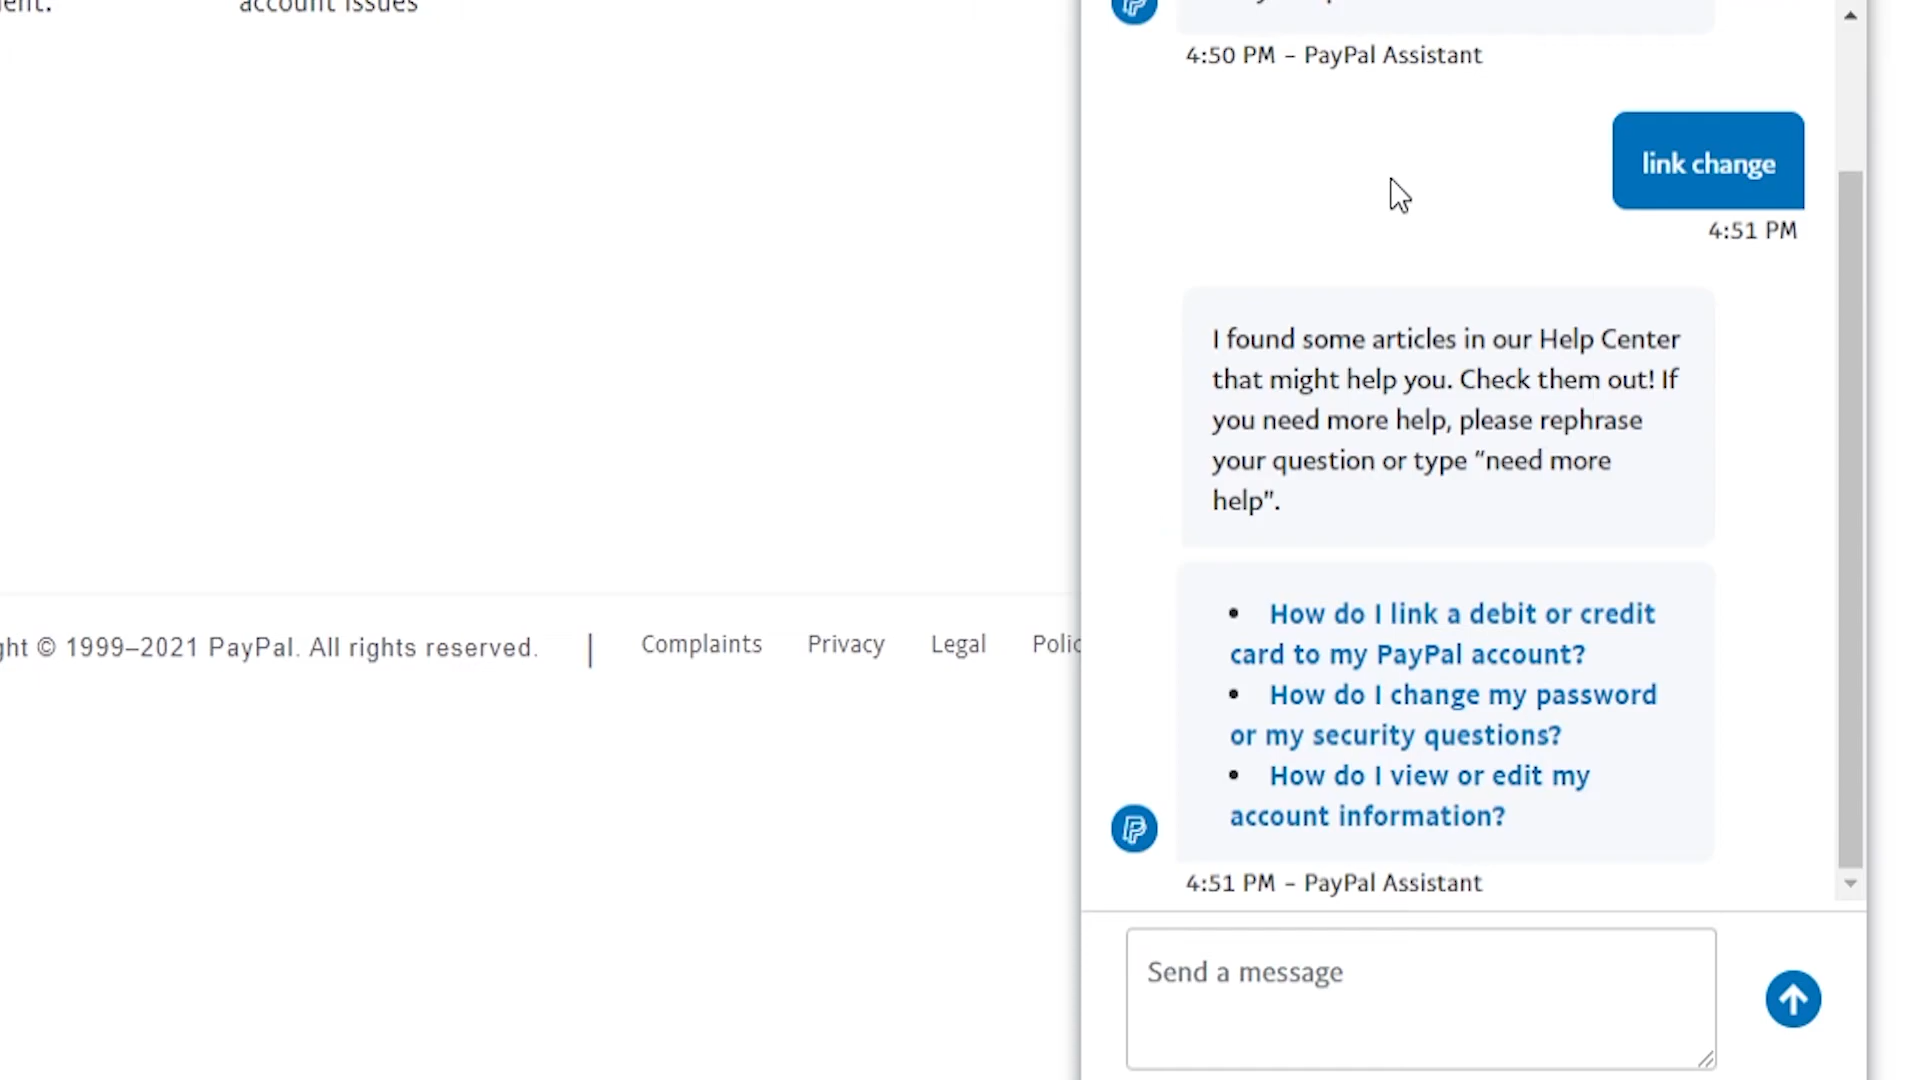 account issues
4:50 PM – PayPal Assistant
link change
4:51 PM
I found some articles in our Help Center
that might help you. Check them out! If
you need more help, please rephrase
your question or type “need more
help”.
• How do I link a debit or credit
card to my PayPal account?
• How do I change my password
or my security questions?
• How do I view or edit my
account information?
4:51 PM – PayPal Assistant
Send a message
ght © 1999–2021 PayPal. All rights reserved. | Complaints Privacy Legal Polic